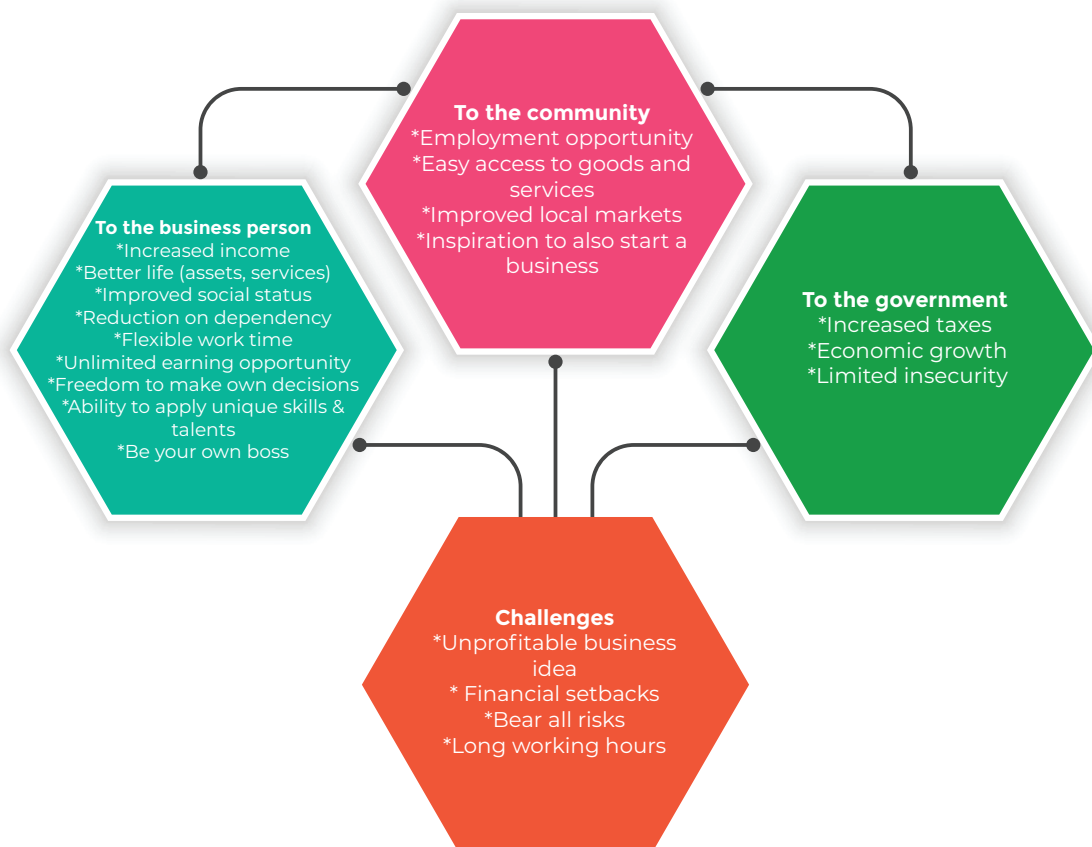 To the community
*Employment opportunity
*Easy access to goods and
services
*Improved local markets
*Inspiration to also start a
business
To the business person
*Increased income
*Better life (assets, services)
*Improved social status
*Reduction on dependency
*Flexible work time
*Unlimited earning opportunity
*Freedom to make own decisions
*Ability to apply unique skills &
talents
*Be your own boss
To the government
*Increased taxes
*Economic growth
*Limited insecurity
Challenges
*Unprofitable business
idea
* Financial setbacks
*Bear all risks
*Long working hours